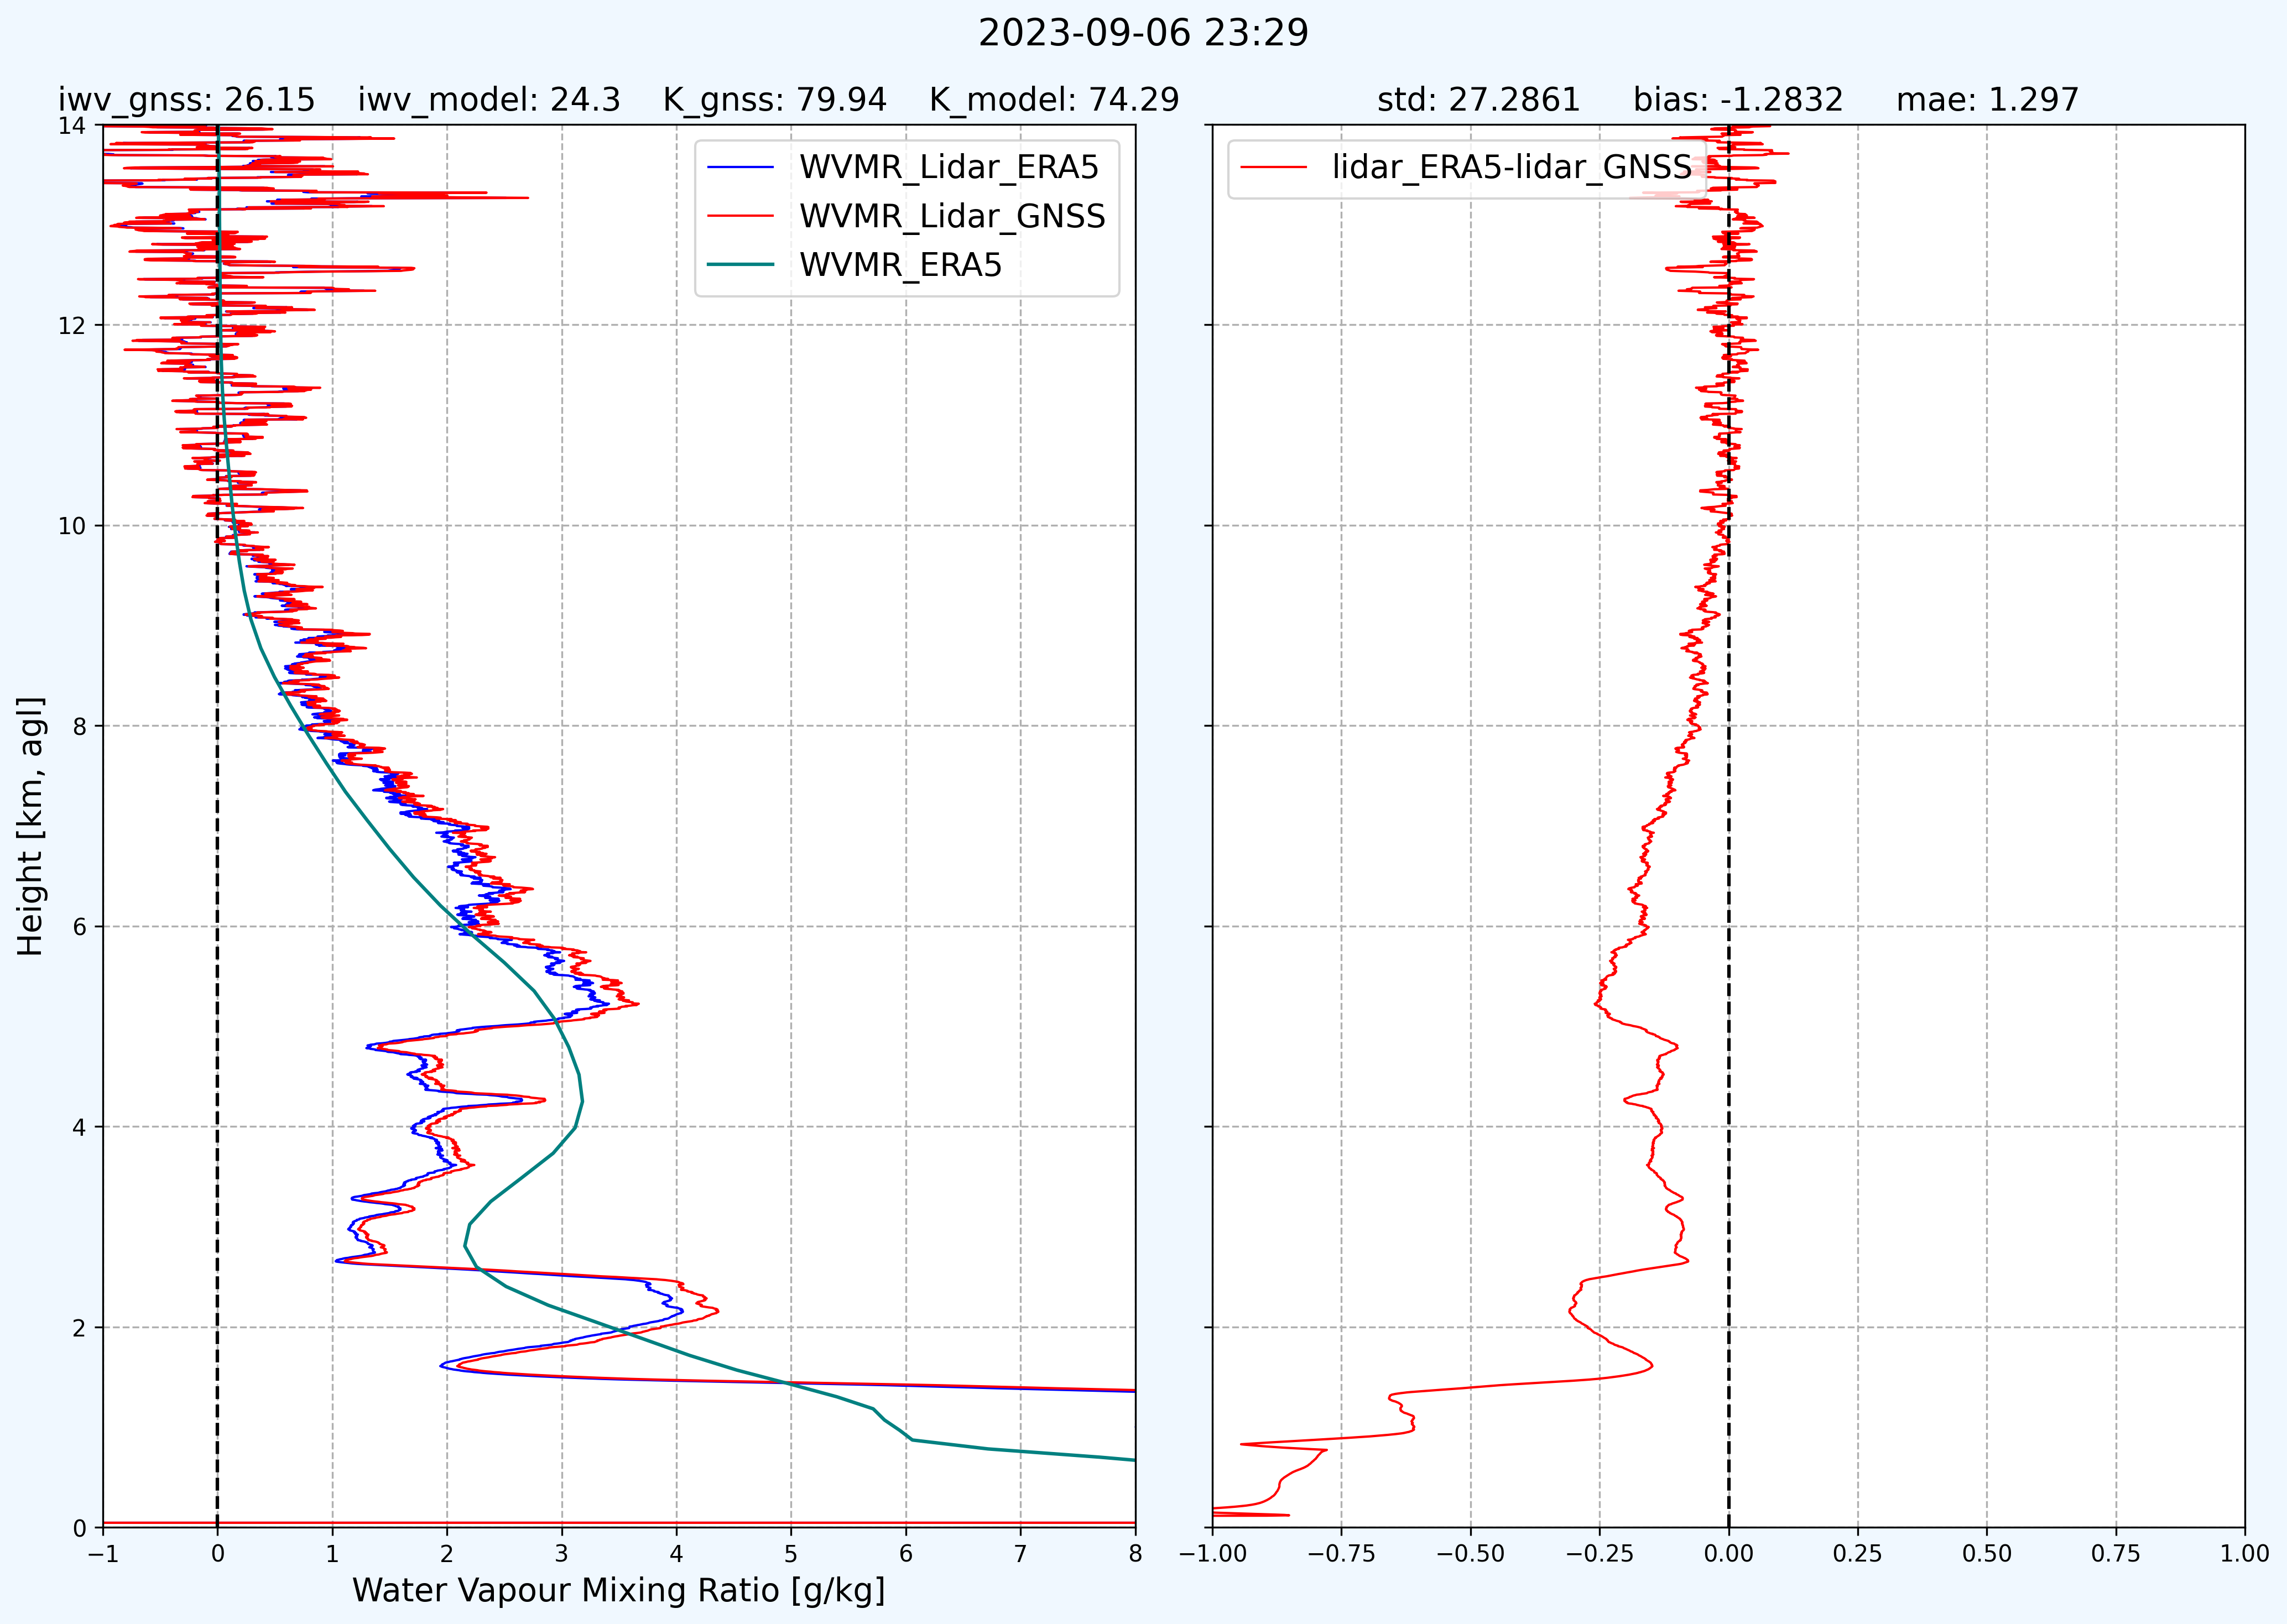 2023-09-06 23:29
iwv_gnss: 26.15 iwv_model: 24.3 K_gnss: 79.94 K_model: 74.29
std: 27.2861 bias: -1.2832 mae: 1.297
WVMR_Lidar_ERA5
WVMR_Lidar_GNSS
WVMR_ERA5
lidar_ERA5-lidar_GNSS
14
12
10
8
6
4
2
0
Height [km, agl]
−1 0 1 2 3 4 5 6 7 8
−1.00 −0.75 −0.50 −0.25 0.00 0.25 0.50 0.75 1.00
Water Vapour Mixing Ratio [g/kg]